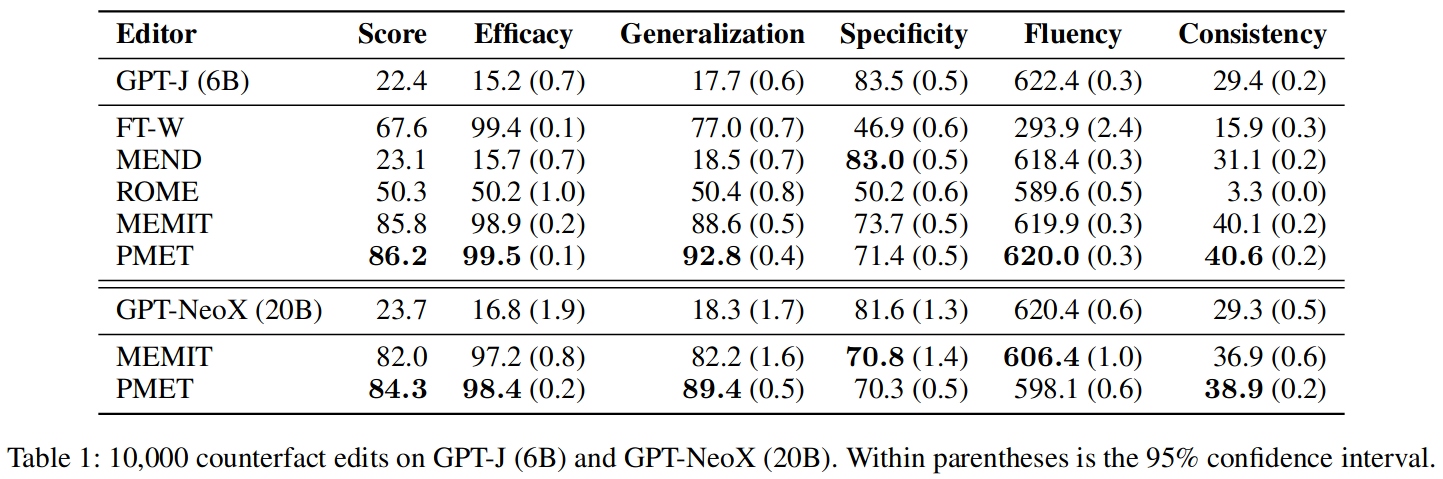 Editor Score Efficacy Generalization Specificity Fluency Consistency
GPT-J (6B) 22.4 15.2 (0.7) 17.7 (0.6) 83.5 (0.5) 622.4 (0.3) 29.4 (0.2)
FT-W 67.6 99.4 (0.1) 77.0 (0.7) 46.9 (0.6) 293.9 (2.4) 15.9 (0.3)
MEND 23.1 15.7 (0.7) 18.5 (0.7) 83.0 (0.5) 618.4 (0.3) 31.1 (0.2)
ROME 50.3 50.2 (1.0) 50.4 (0.8) 50.2 (0.6) 589.6 (0.5) 3.3 (0.0)
MEMIT 85.8 98.9 (0.2) 88.6 (0.5) 73.7 (0.5) 619.9 (0.3) 40.1 (0.2)
PMET 86.2 99.5 (0.1) 92.8 (0.4) 71.4 (0.5) 620.0 (0.3) 40.6 (0.2)
GPT-NeoX (20B) 23.7 16.8 (1.9) 18.3 (1.7) 81.6 (1.3) 620.4 (0.6) 29.3 (0.5)
MEMIT 82.0 97.2 (0.8) 82.2 (1.6) 70.8 (1.4) 606.4 (1.0) 36.9 (0.6)
PMET 84.3 98.4 (0.2) 89.4 (0.5) 70.3 (0.5) 598.1 (0.6) 38.9 (0.2)
Table 1: 10,000 counterfact edits on GPT-J (6B) and GPT-NeoX (20B). Within parentheses is the 95% confidence interval.